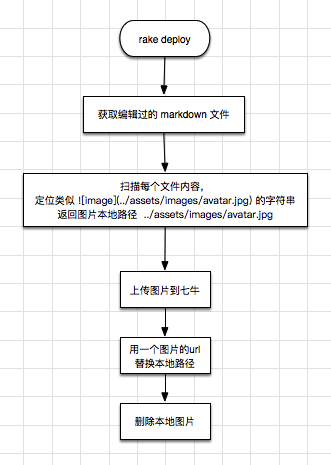 rake deploy
获取编辑过的 markdown 文件
扫描每个文件内容，
定位类似 ![image](../assets/images/avatar.jpg) 的字符串
返回图片本地路径 ../assets/images/avatar.jpg
上传图片到七牛
用一个图片的url
替换本地路径
删除本地图片